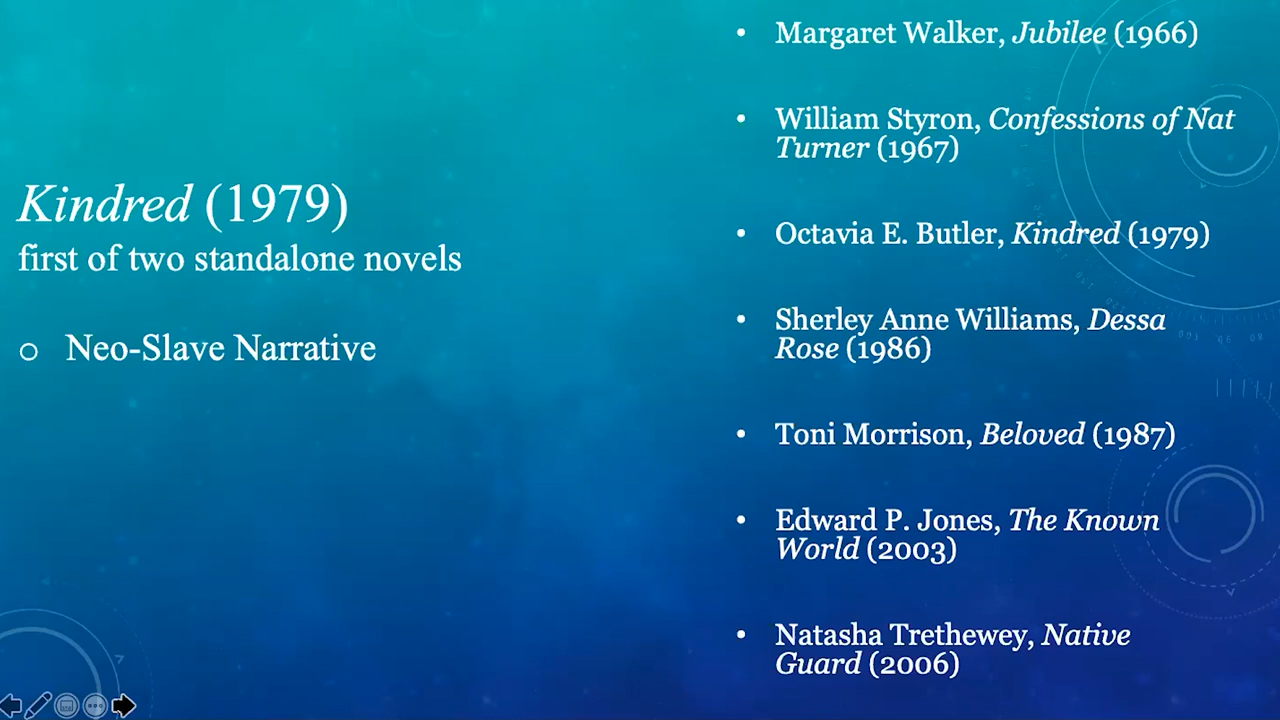 Kindred (1979)
first of two standalone novels
o Neo-Slave Narrative
• Margaret Walker, Jubilee (1966)
• William Styron, Confessions of Nat
Turner (1967)
• Octavia E. Butler, Kindred (1979)
• Sherley Anne Williams, Dessa
Rose (1986)
• Toni Morrison, Beloved (1987)
• Edward P. Jones, The Known
World (2003)
• Natasha Trethewey, Native
Guard (2006)